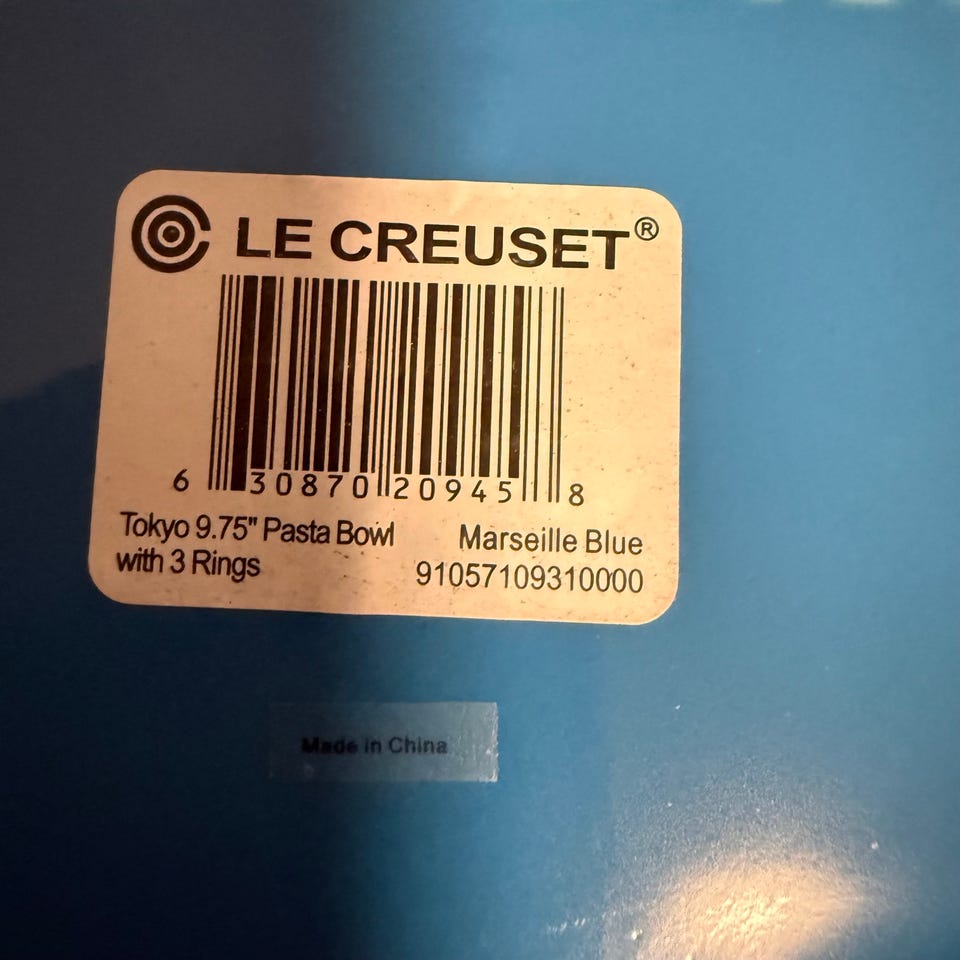 LE CREUSET®
6 30870 20945 8
Tokyo 9.75" Pasta Bowl Marseille Blue
with 3 Rings 91057109310000
Made in China